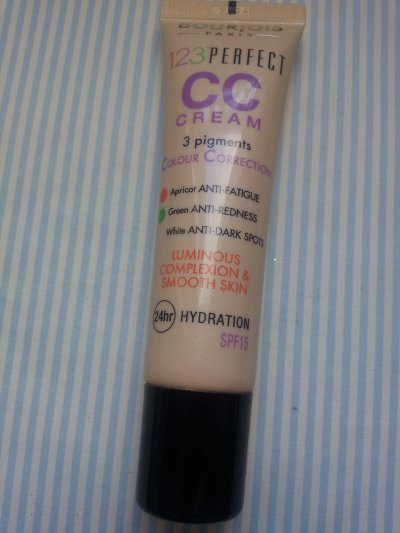 BOURJOIS
PARIS
123 PERFECT
CC
CREAM
3 pigments
COLOUR CORRECTION
Apricot ANTI-FATIGUE
Green ANTI-REDNESS
White ANTI-DARK SPOTS
LUMINOUS
COMPLEXION &
SMOOTH SKIN
24hr HYDRATION
SPF15